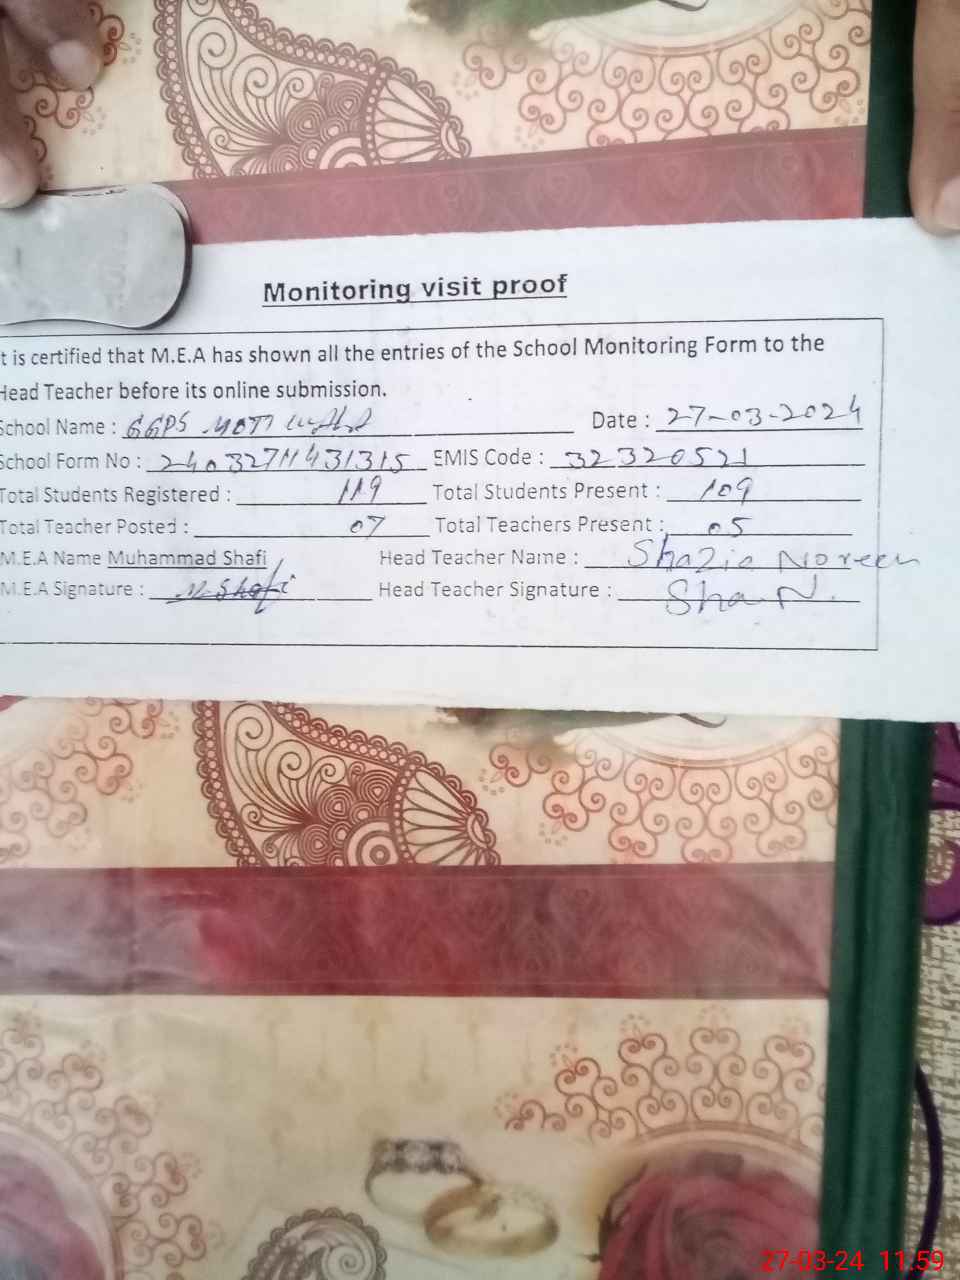 Monitoring visit proof
t is certified that M.E.A has shown all the entries of the School Monitoring Form to the
Head Teacher before its online submission.
School Name : GGPS MOTI Date : 27-03-2024
School Form No : EMIS Code : 32320521
Total Students Registered : 119 Total Students Present : 109
Total Teacher Posted : 07 Total Teachers Present : 05
M.E.A Name Muhammad Shafi Head Teacher Name : Shazia Noreen
M.E.A Signature : M. Shafi Head Teacher Signature : Sha N.
27-03-24 11.59